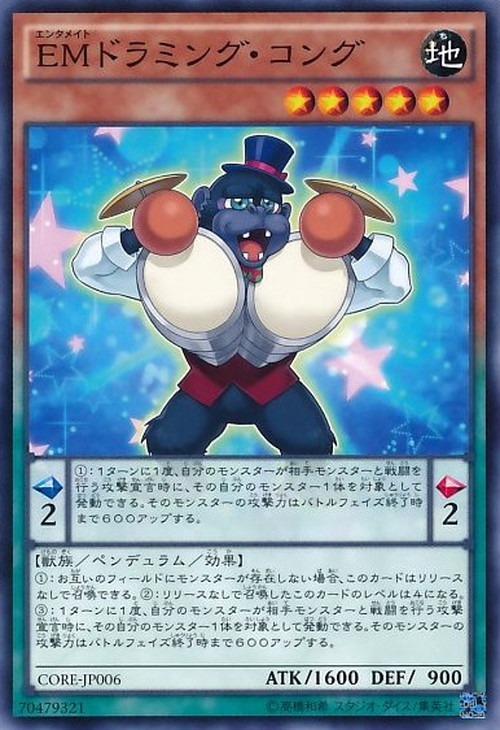 エンタメイト
EMドラミング・コング
地
①:1ターンに1度、自分のモンスターが相手モンスターと戦闘を
行う攻撃宣言時に、その自分のモンスター1体を対象として
発動できる。そのモンスターの攻撃力はバトルフェイズ終了時
まで600アップする。
2
2
【獣族／ペンデュラム／効果】
①:お互いのフィールドにモンスターが存在しない場合、このカードはリリース
なしで召喚できる。②:リリースなしで召喚したこのカードのレベルは4になる。
③:1ターンに1度、自分のモンスターが相手モンスターと戦闘を行う攻撃
宣言時に、その自分のモンスター1体を対象として発動できる。そのモンスターの
攻撃力はバトルフェイズ終了時まで600アップする。
CORE-JP006
ATK/1600 DEF/ 900
70479321
©高橋和希 スタジオ・ダイス/集英社